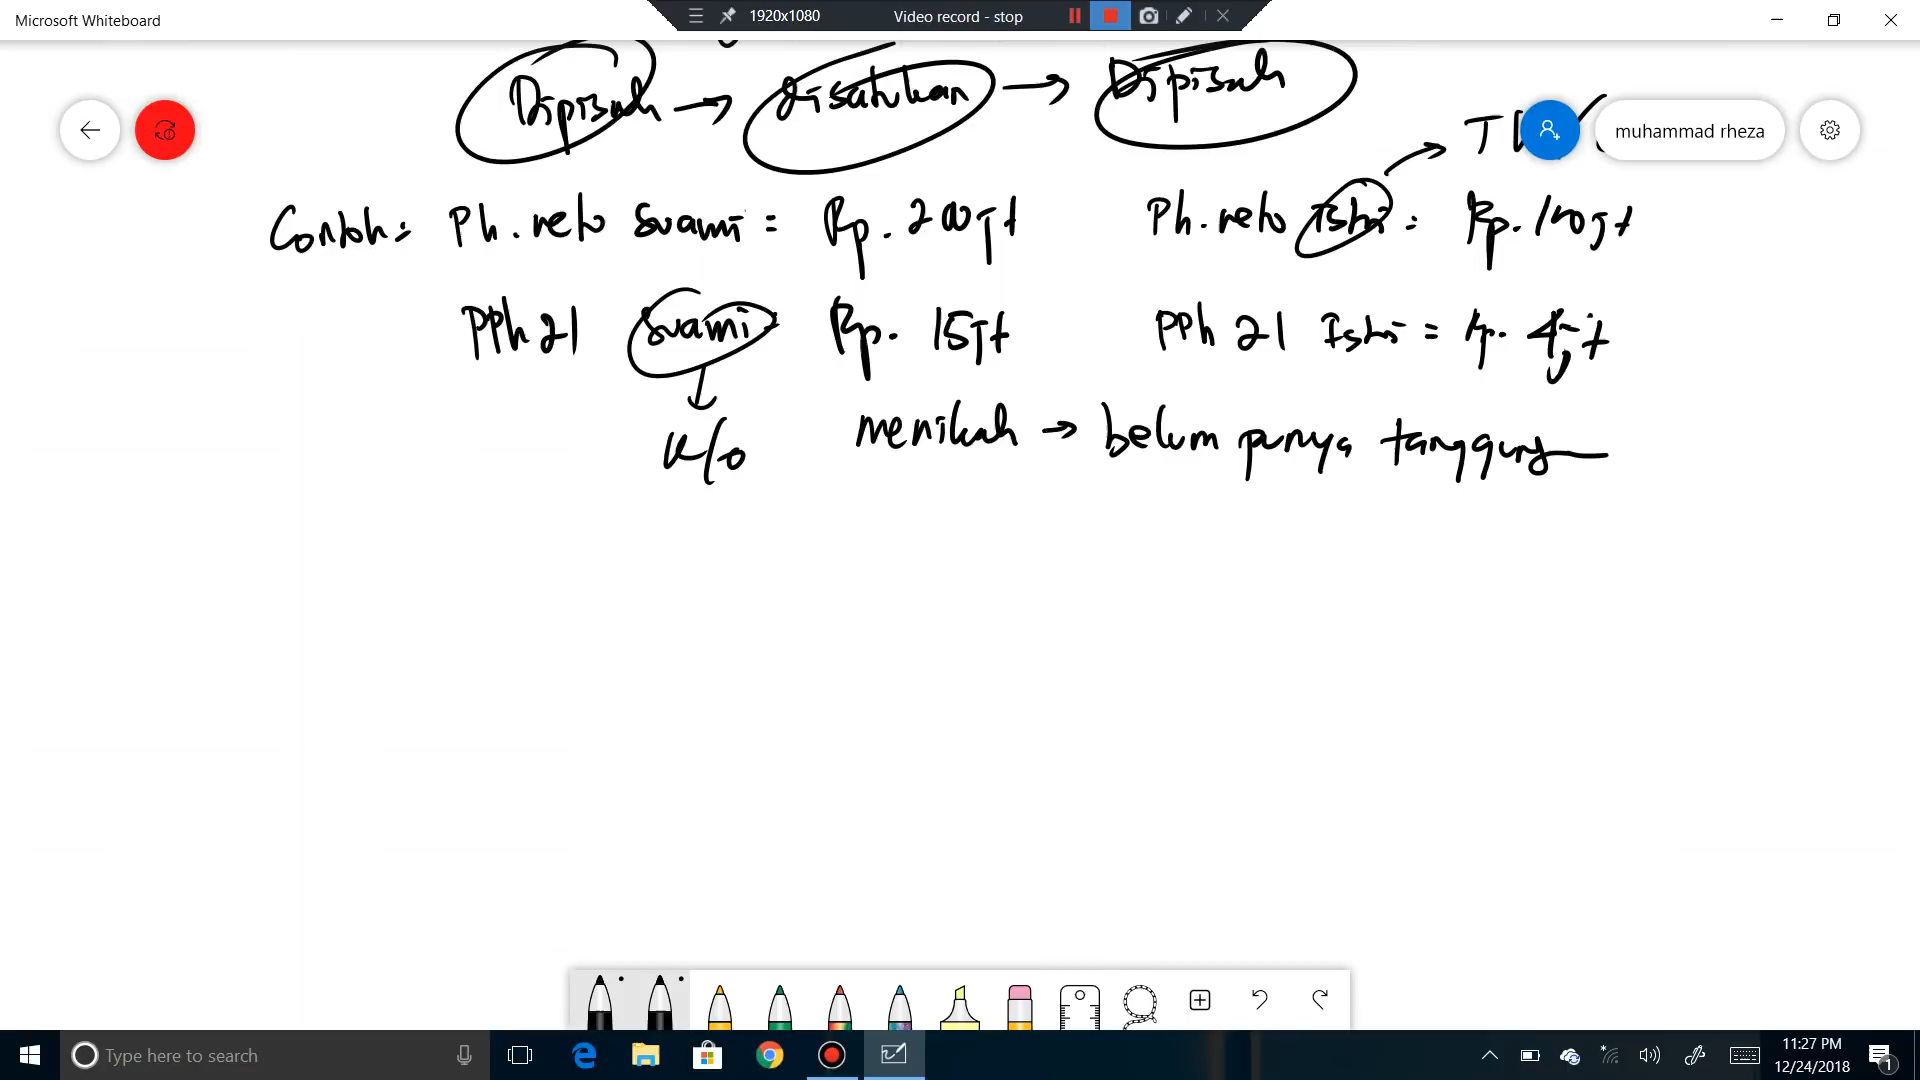 Microsoft Whiteboard
1920x1080
Video record - stop
Dipisah → disatukan → Dipisah
muhammad rheza
Contoh: Ph. neto Suami = Rp. 200jt Ph. neto Istri = Rp. 100jt
PPh 21 Suami Rp. 15jt PPh 21 Istri = Rp.
K/0 menikah → belum punya tanggung
Type here to search
11:27 PM
12/24/2018
1